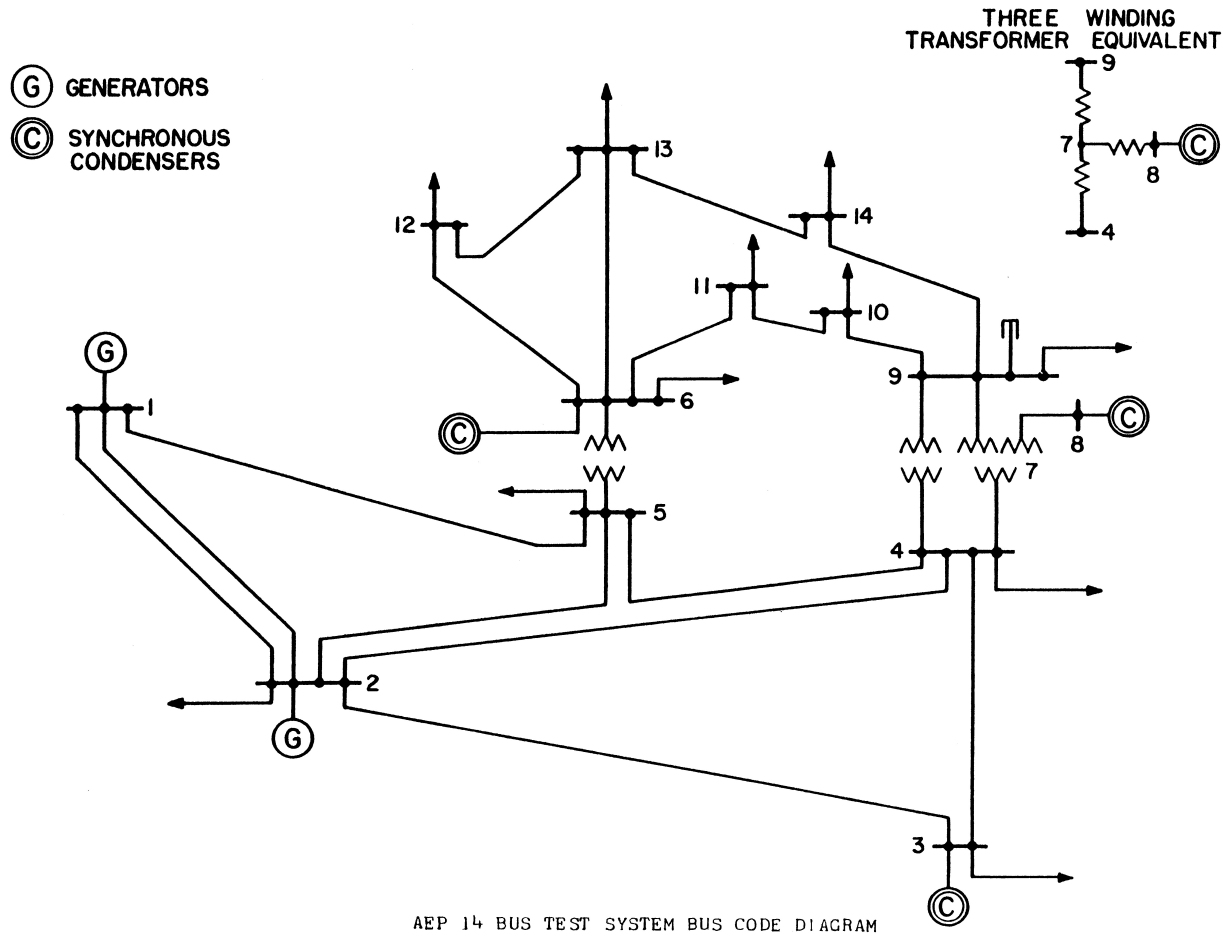 THREE WINDING
TRANSFORMER EQUIVALENT
9
7
C
8
4
G GENERATORS
C SYNCHRONOUS
CONDENSERS
13
12
14
11
10
G
1
9
6
C
8
C
7
5
4
2
G
3
C
AEP 14 BUS TEST SYSTEM BUS CODE DIAGRAM